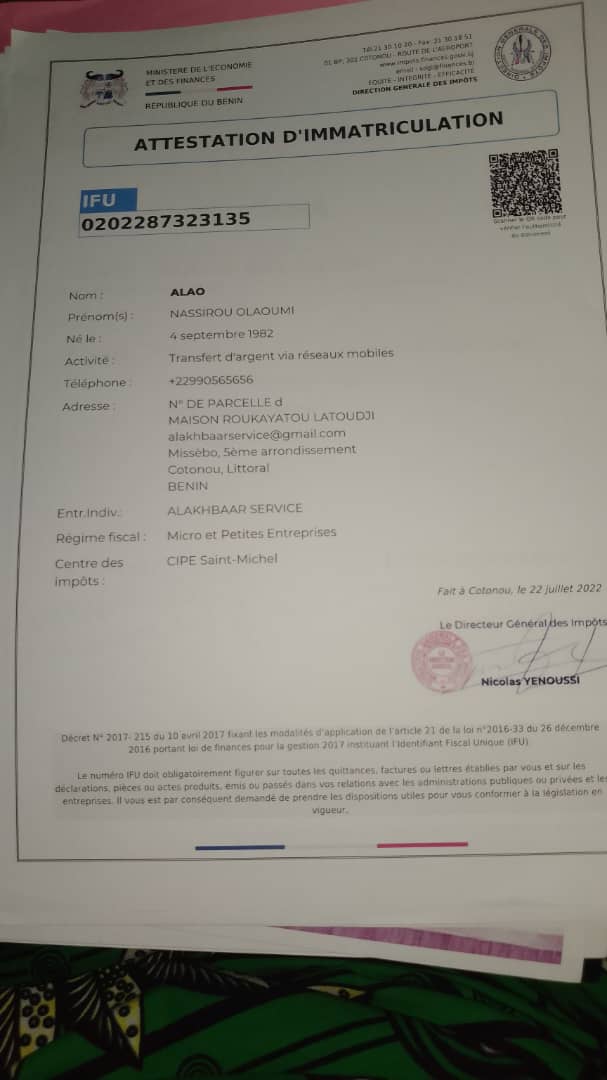 MINISTERE DE L'ÉCONOMIE
ET DES FINANCES
RÉPUBLIQUE DU BENIN
Tél 21 30 10 20 - Fax: 21 30 18 51
01 BP: 201 COTONOU - ROUTE DE L'AEROPORT
www.impots.finances.gouv.bj
EQUITE - INTEGRITE - EFFICACITE
DIRECTION GENERALE DES IMPÔTS
ATTESTATION D'IMMATRICULATION
IFU
0202287323135
Scanner le QR code pour
vérifier l'authenticité
du document
Nom : ALAO
Prénom(s) : NASSIROU OLAOUMI
Né le : 4 septembre 1982
Activité : Transfert d'argent via réseaux mobiles
Téléphone : +22990565656
Adresse : N° DE PARCELLE d
MAISON ROUKAYATOU LATOUDJI
alakhbaarservice@gmail.com
Missèbo, 5ème arrondissement
Cotonou, Littoral
BENIN
Entr.Indiv.: ALAKHBAAR SERVICE
Régime fiscal : Micro et Petites Entreprises
Centre des impôts : CIPE Saint-Michel
Fait à Cotonou, le 22 juillet 2022
Le Directeur Général des Impôts
Nicolas YENOUSSI
Décret N° 2017- 215 du 10 avril 2017 fixant les modalités d'application de l'article 21 de la loi n°2016-33 du 26 décembre
2016 portant loi de finances pour la gestion 2017 instituant l'Identifiant Fiscal Unique (IFU).
Le numéro IFU doit obligatoirement figurer sur toutes les quittances, factures ou lettres établies par vous et sur les
déclarations, pièces ou actes produits, emis ou passés dans vos relations avec les administrations publiques ou privées et les
entreprises. Il vous est par conséquent demandé de prendre les dispositions utiles pour vous conformer à la législation en
vigueur.